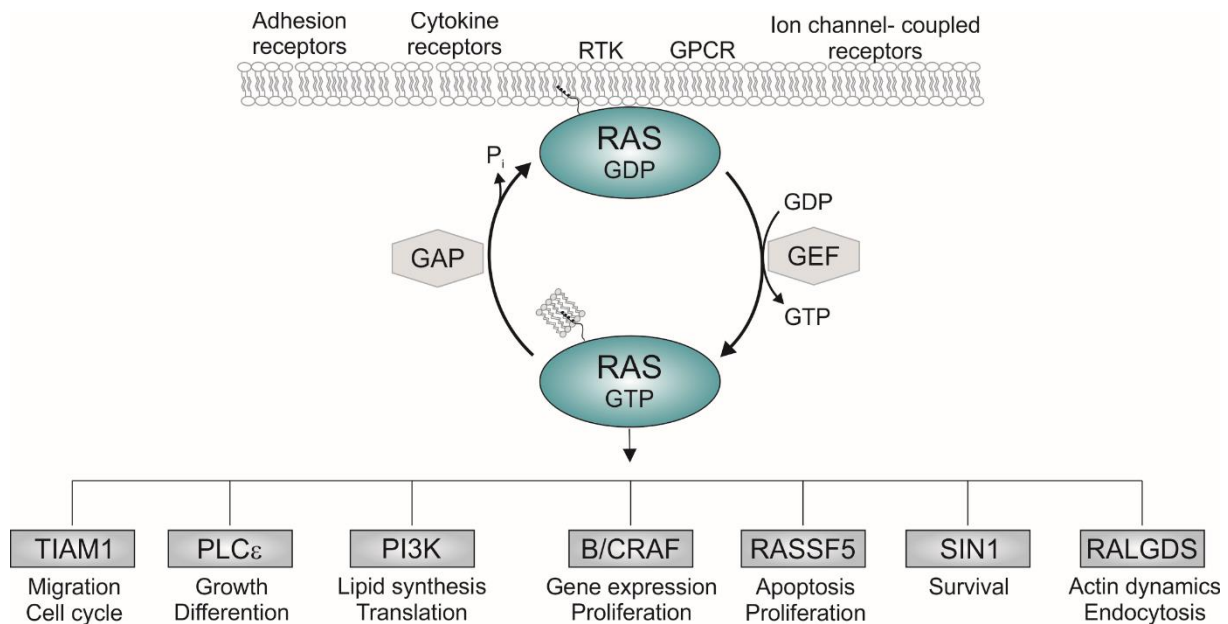 Adhesion
receptors
Cytokine
receptors
RTK
GPCR
Ion channel- coupled
receptors
RAS
GDP
Pi
GDP
GAP
GEF
GTP
RAS
GTP
TIAM1
PLCε
PI3K
B/CRAF
RASSF5
SIN1
RALGDS
Migration
Cell cycle
Growth
Differention
Lipid synthesis
Translation
Gene expression
Proliferation
Apoptosis
Proliferation
Survival
Actin dynamics
Endocytosis